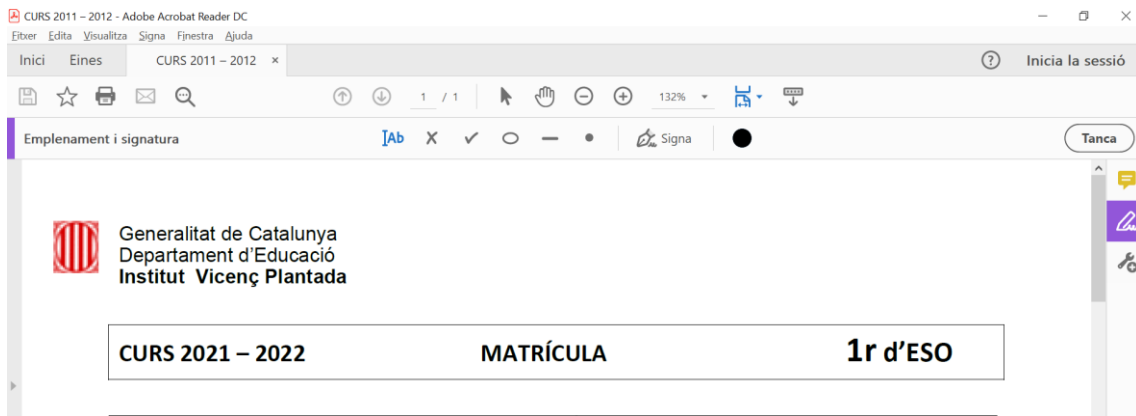 CURS 2011 – 2012 - Adobe Acrobat Reader DC
Fitxer Edita Visualitza Signa Finestra Ajuda
Inici Eines CURS 2011 – 2012 × ? Inicia la sessió
1 / 1 132%
Emplenament i signatura IAb Signa Tanca
Generalitat de Catalunya
Departament d'Educació
Institut Vicenç Plantada
CURS 2021 – 2022 MATRÍCULA 1r d'ESO